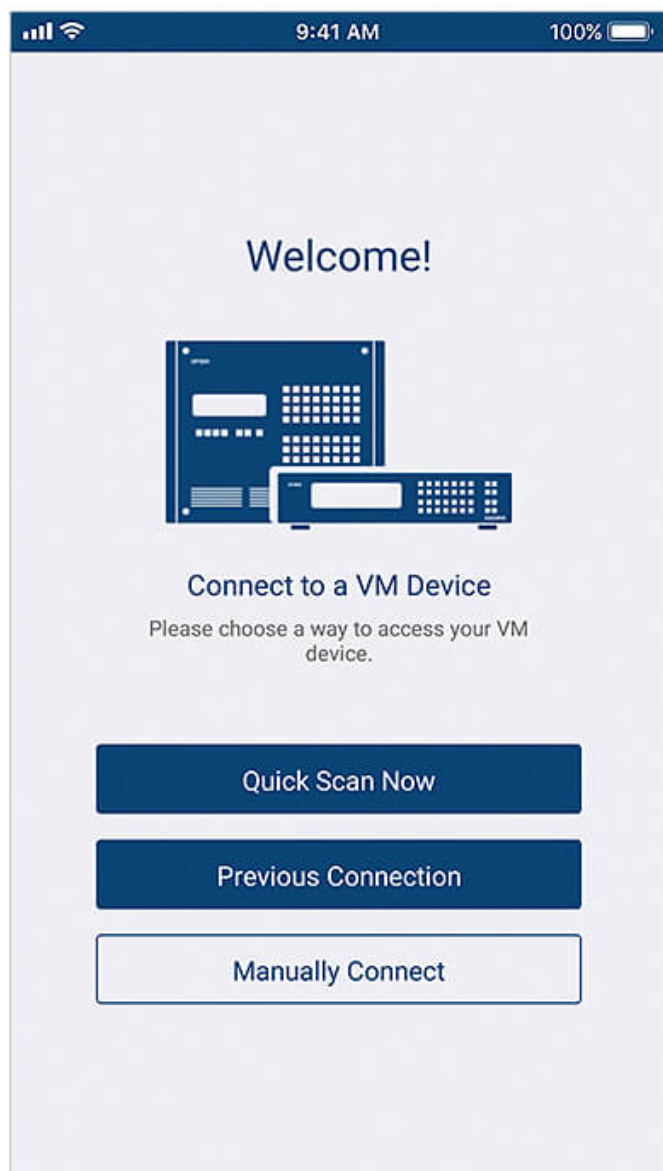 9:41 AM
100%
Welcome!
Connect to a VM Device
Please choose a way to access your VM
device.
Quick Scan Now
Previous Connection
Manually Connect